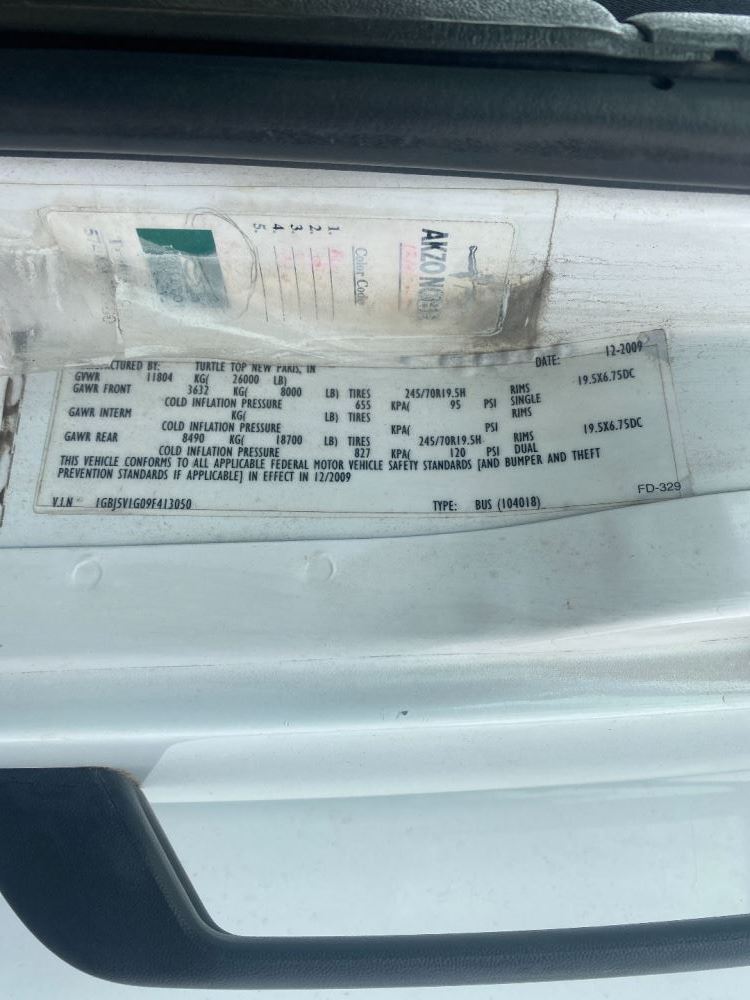 AKZO NOBEL
Color Code
1.
2.
3.
4.
5.
DATE: 12-2009
ACTURED BY: TURTLE TOP NEW PARIS, IN
GVWR 11804 KG( 26000 LB)
GAWR FRONT 3632 KG( 8000 LB) TIRES 245/70R19.5H RIMS 19.5X6.75DC
COLD INFLATION PRESSURE 655 KPA( 95 PSI SINGLE
GAWR INTERM KG( LB) TIRES RIMS
COLD INFLATION PRESSURE KPA( PSI
GAWR REAR 8490 KG( 18700 LB) TIRES 245/70R19.5H RIMS 19.5X6.75DC
COLD INFLATION PRESSURE 827 KPA( 120 PSI DUAL
THIS VEHICLE CONFORMS TO ALL APPLICABLE FEDERAL MOTOR VEHICLE SAFETY STANDARDS [AND BUMPER AND THEFT
PREVENTION STANDARDS IF APPLICABLE] IN EFFECT IN 12/2009
FD-329
V.I.N 1GBJ5V1G09F413050 TYPE: BUS (104018)